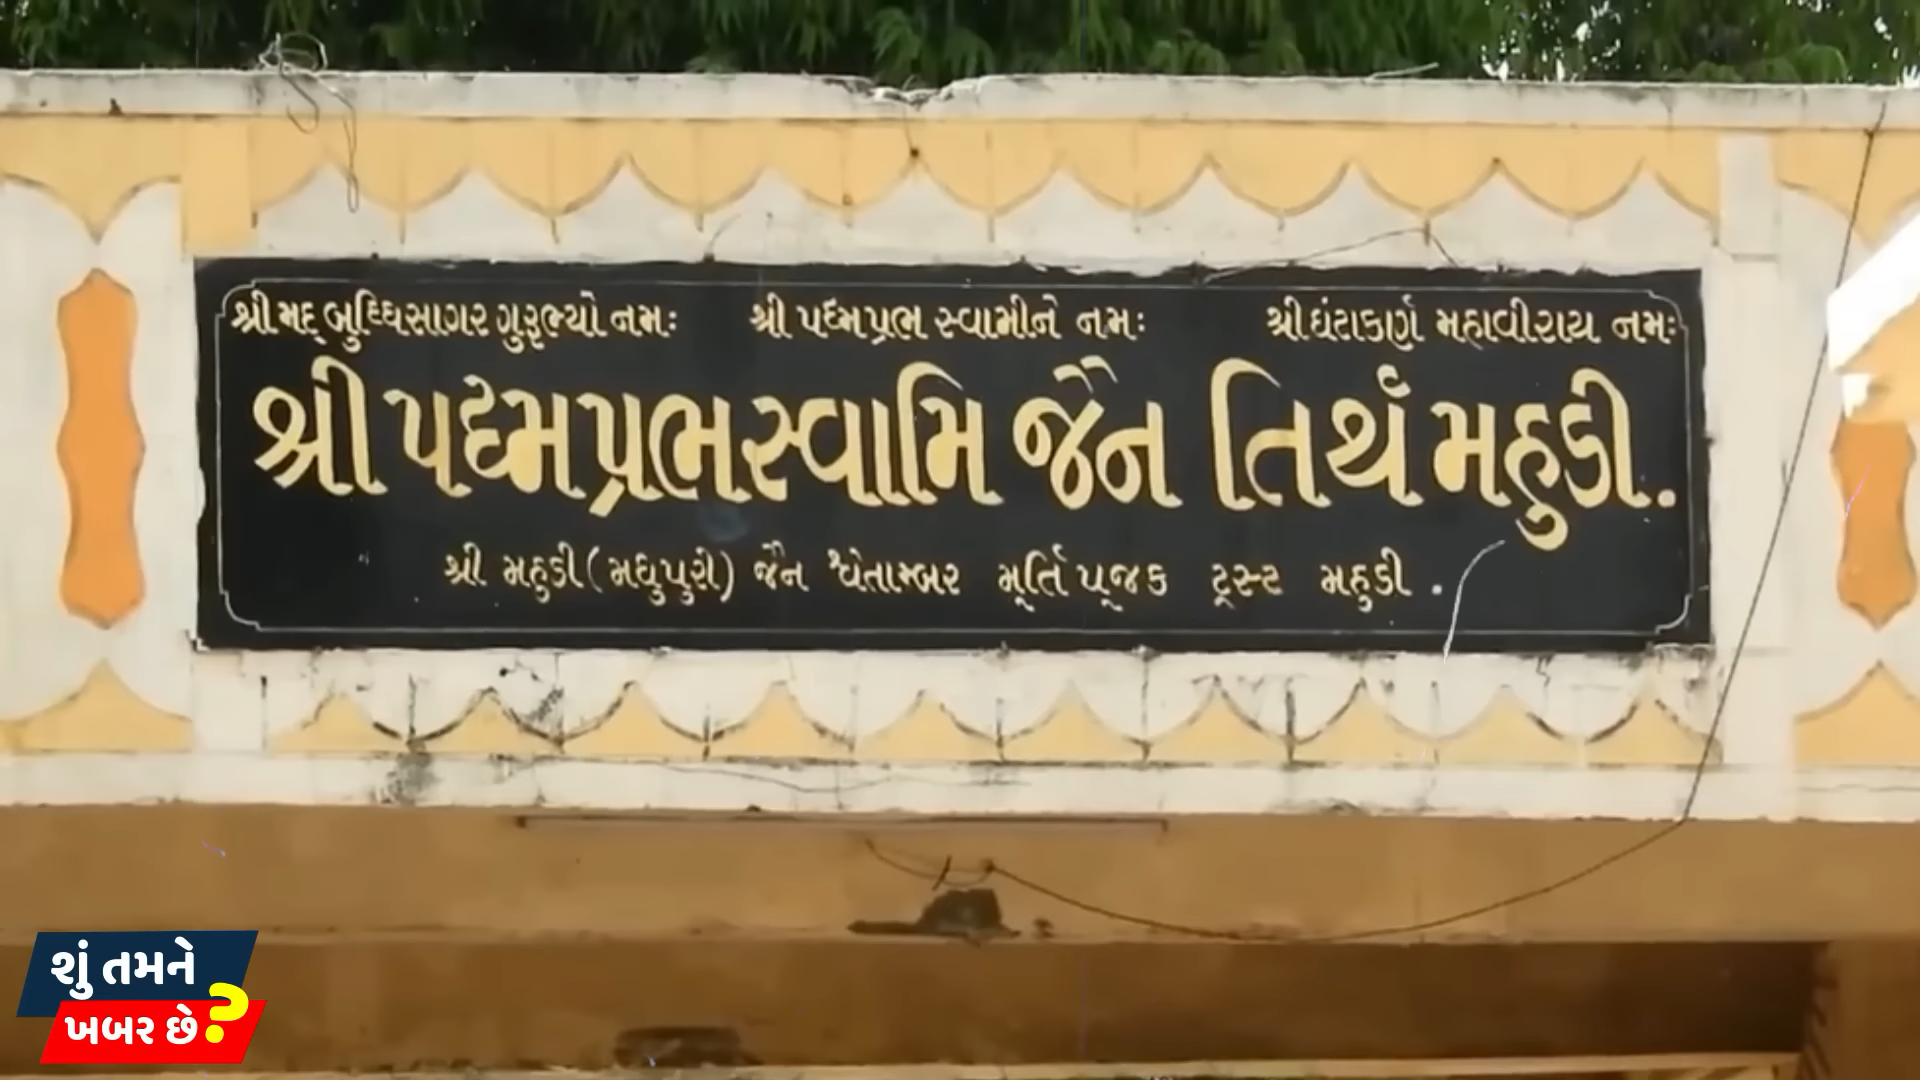 શ્રીમદ્ બુદ્ધિસાગર ગુરૂભ્યો નમઃ શ્રી પદ્મપ્રભ સ્વામીને નમઃ શ્રી ઘંટાકર્ણ મહાવીરાય નમઃ
શ્રી પદ્મપ્રભસ્વામિ જૈન તિર્થં મહુડી.
શ્રી મહુડી (મધુપુરી) જૈન શ્વેતામ્બર મૂર્તિ પૂજક ટ્રસ્ટ મહુડી .
શું તમને
ખબર છે?